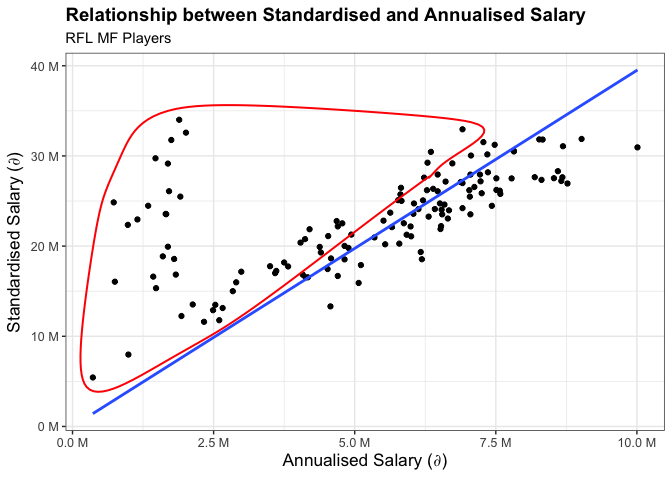 Relationship between Standardised and Annualised Salary
RFL MF Players
40 M
30 M
20 M
10 M
0 M
Standardised Salary (∂)
0.0 M 2.5 M 5.0 M 7.5 M 10.0 M
Annualised Salary (∂)